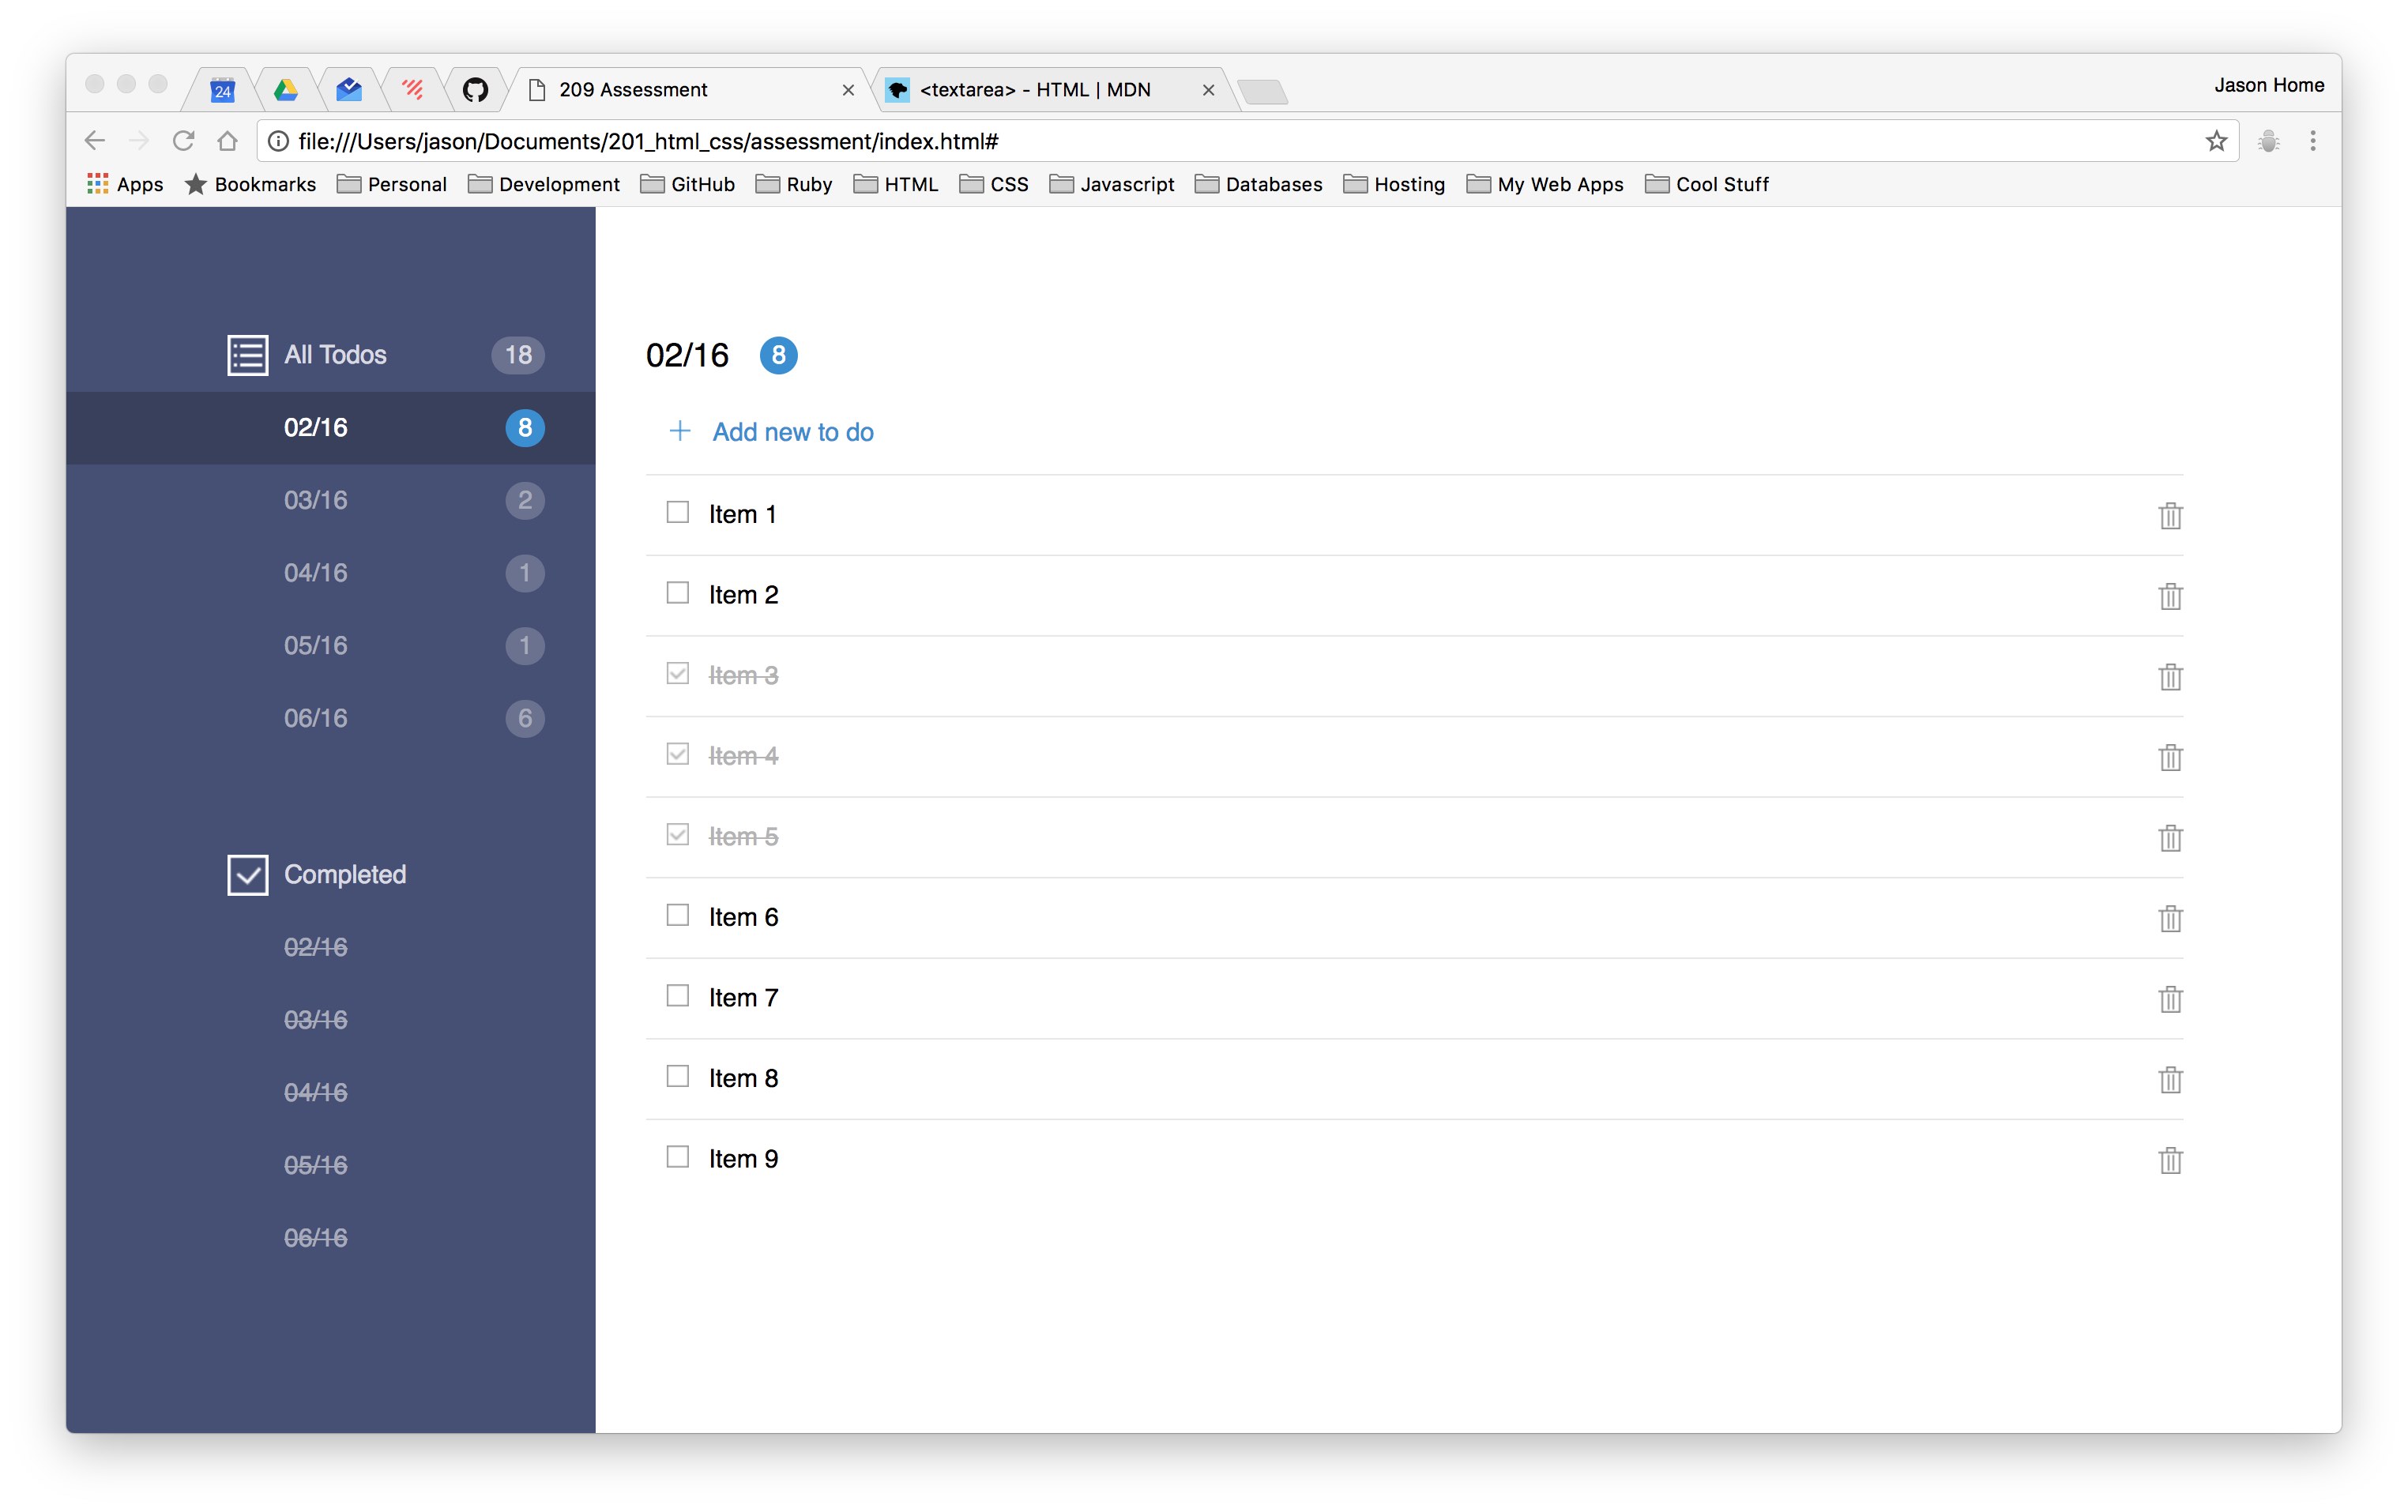 24
209 Assessment
<textarea> - HTML | MDN
Jason Home
file:///Users/jason/Documents/201_html_css/assessment/index.html#
Apps Bookmarks Personal Development GitHub Ruby HTML CSS Javascript Databases Hosting My Web Apps Cool Stuff
All Todos 18
02/16 8
03/16 2
04/16 1
05/16 1
06/16 6
Completed
02/16
03/16
04/16
05/16
06/16
02/16 8
Add new to do
Item 1
Item 2
Item 3
Item 4
Item 5
Item 6
Item 7
Item 8
Item 9